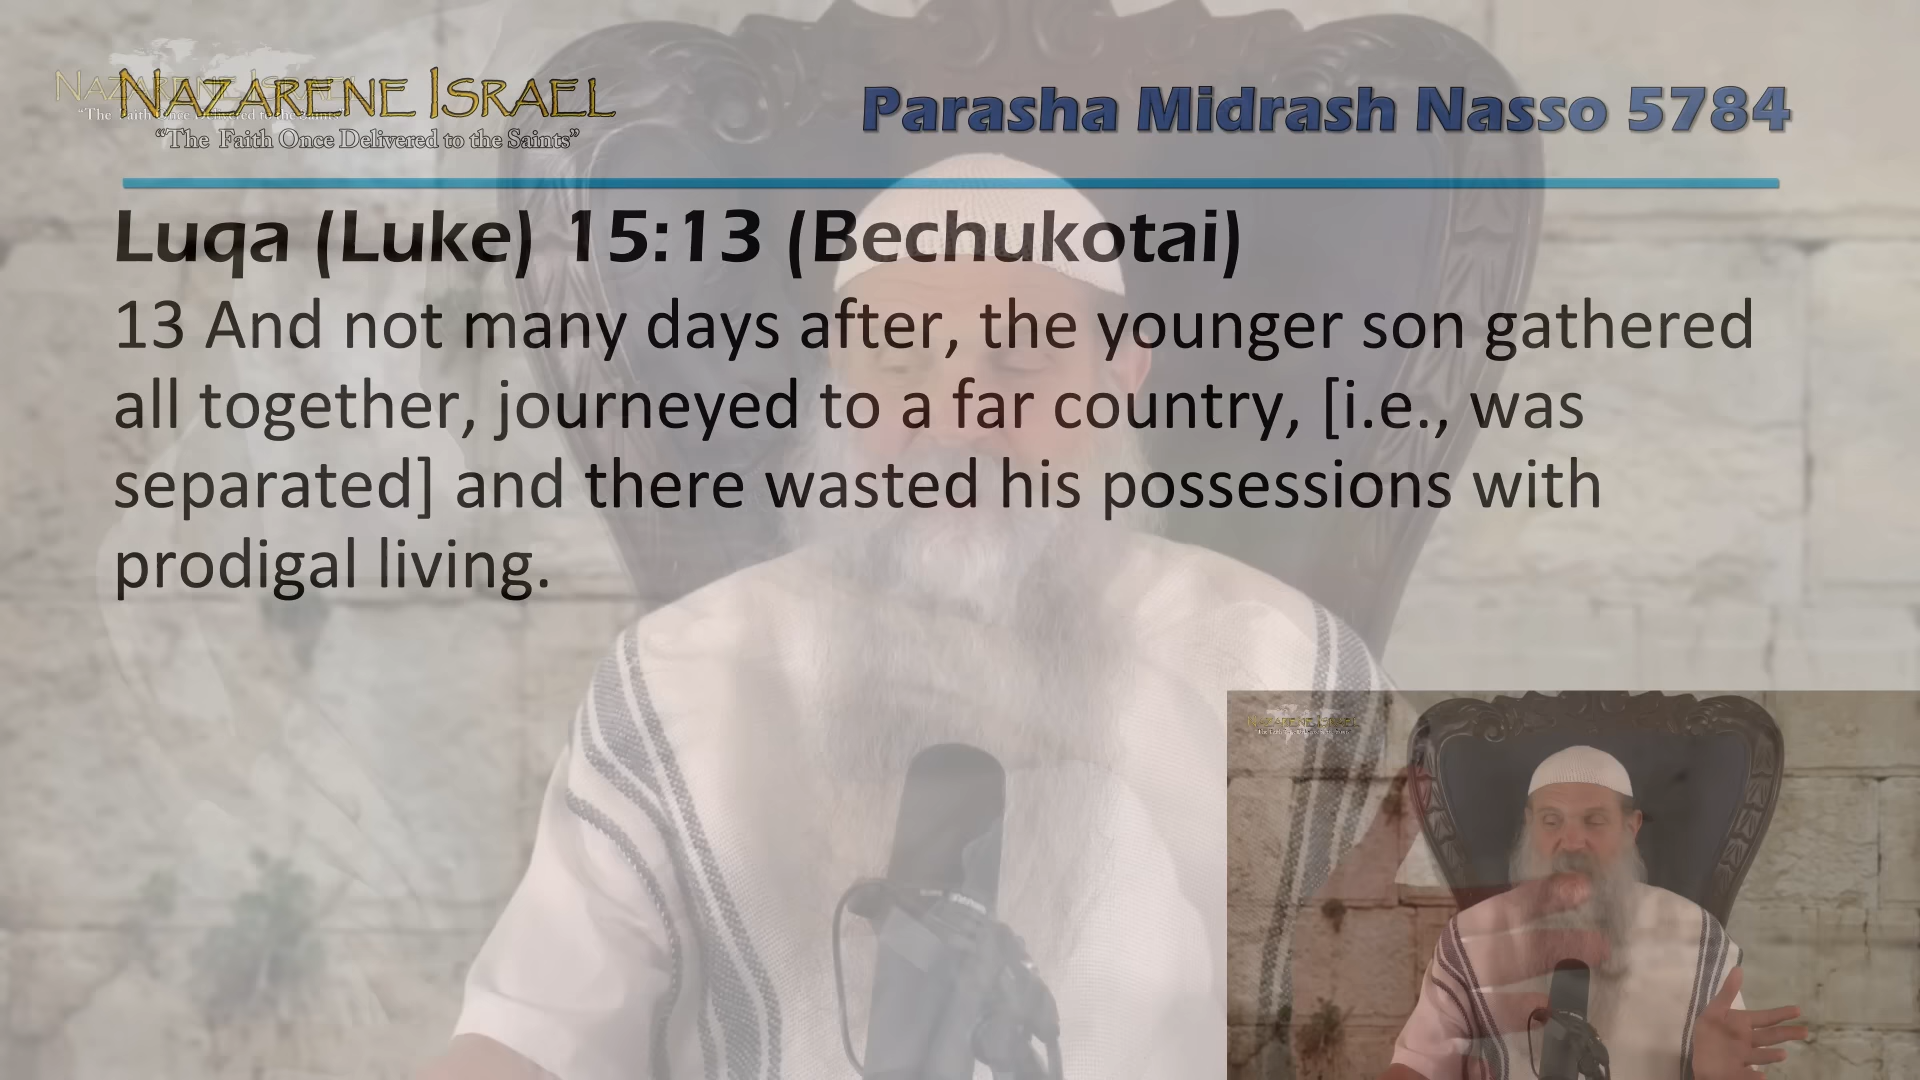 NAZARENE ISRAEL
"The Faith Once Delivered to the Saints"
Parasha Midrash Nasso 5784
Luqa (Luke) 15:13 (Bechukotai)
13 And not many days after, the younger son gathered
all together, journeyed to a far country, [i.e., was
separated] and there wasted his possessions with
prodigal living.
NAZARENE ISRAEL